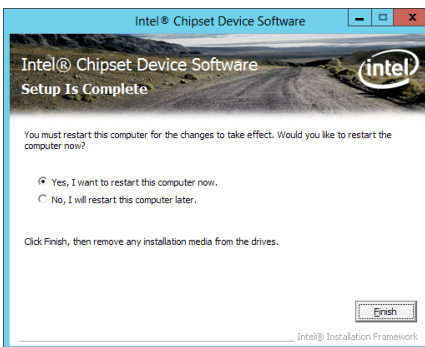 Intel® Chipset Device Software
x
Intel® Chipset Device Software
Setup Is Complete
intel
You must restart this computer for the changes to take effect. Would you like to restart the
computer now?
Yes, I want to restart this computer now.
No, I will restart this computer later.
Click Finish, then remove any installation media from the drives.
Finish
Intel® Installation Framework